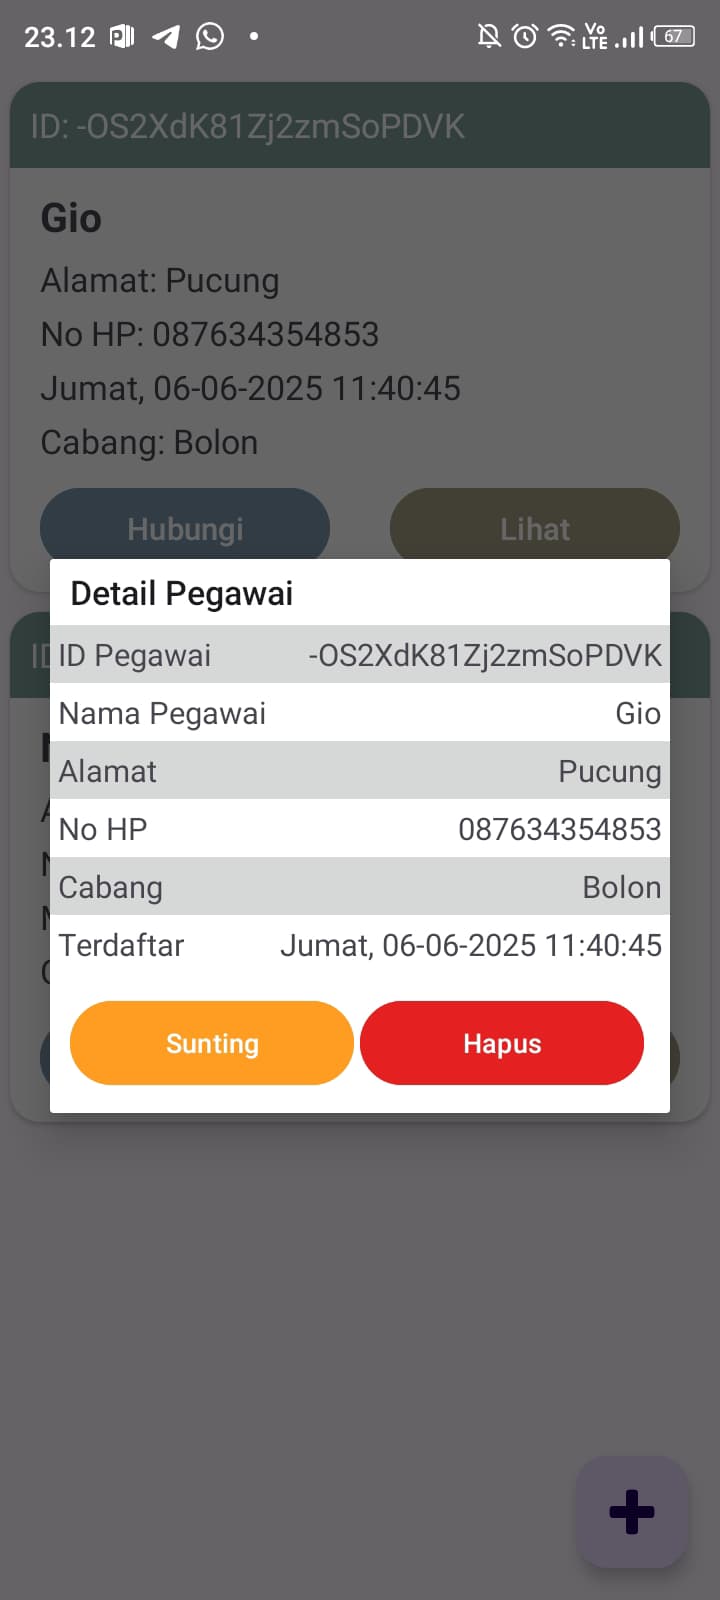 23.12
Vo
LTE
67
ID: -OS2XdK81Zj2zmSoPDVK
Gio
Alamat: Pucung
No HP: 087634354853
Jumat, 06-06-2025 11:40:45
Cabang: Bolon
Hubungi Lihat
Detail Pegawai
ID Pegawai -OS2XdK81Zj2zmSoPDVK
Nama Pegawai Gio
Alamat Pucung
No HP 087634354853
Cabang Bolon
Terdaftar Jumat, 06-06-2025 11:40:45
Sunting Hapus